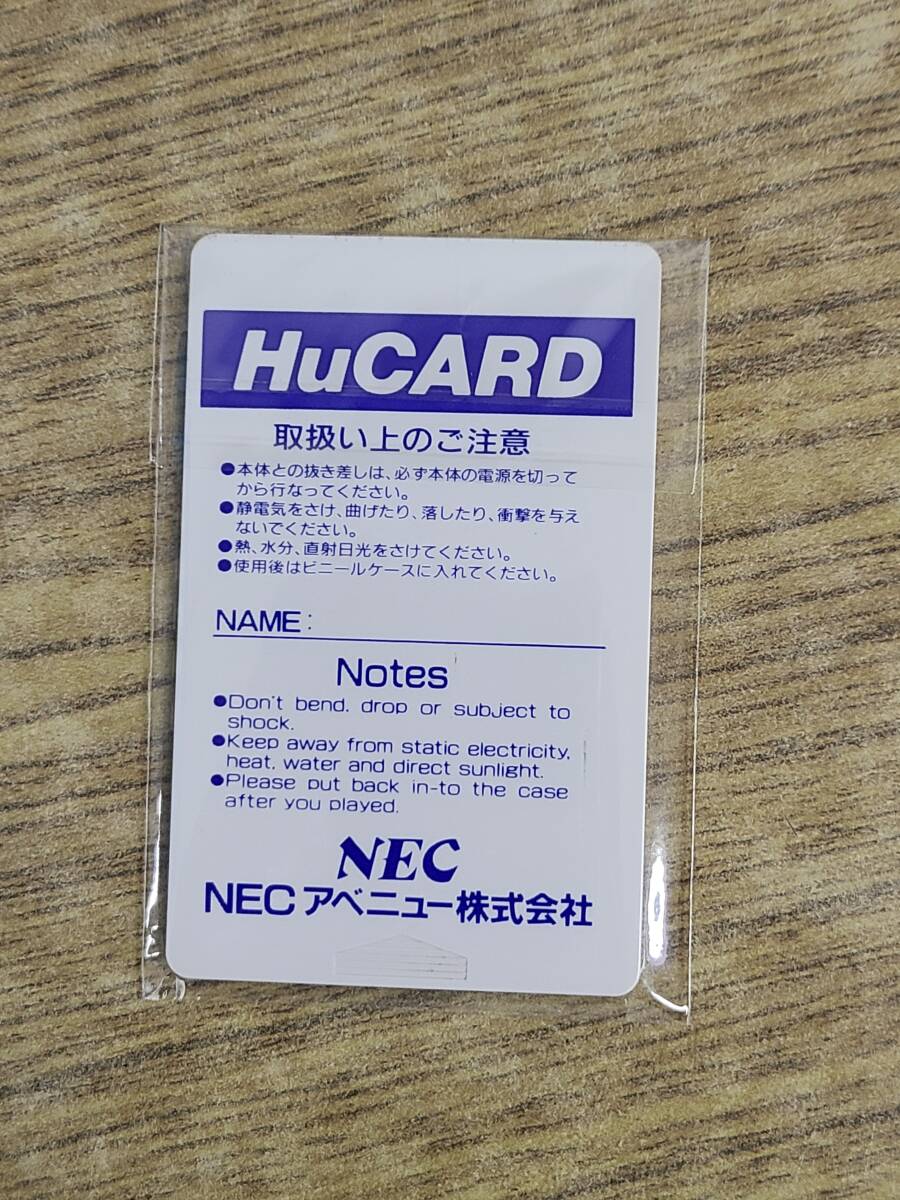 HuCARD
取扱い上のご注意
●本体との抜き差しは、必ず本体の電源を切って
から行なってください。
●静電気をさけ、曲げたり、落したり、衝撃を与え
ないでください。
●熱、水分、直射日光をさけてください。
●使用後はビニールケースに入れてください。
NAME:
Notes
●Don't bend, drop or subject to
shock.
●Keep away from static electricity,
heat, water and direct sunlight.
●Please put back in-to the case
after you played.
NEC
NECアベニュー株式会社